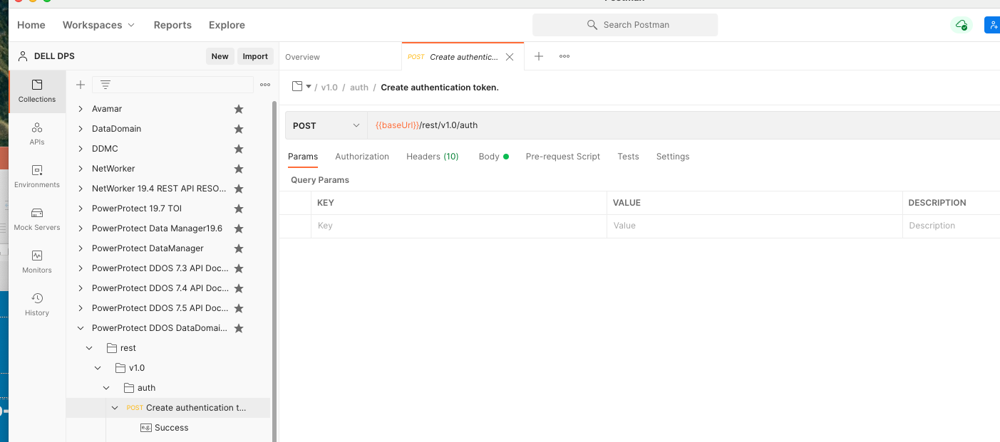 Postman
Home Workspaces Reports Explore Search Postman
DELL DPS New Import
Overview
POST Create authentic...
Collections
APIs
Environments
Mock Servers
Monitors
History
Avamar
DataDomain
DDMC
NetWorker
NetWorker 19.4 REST API RESO...
PowerProtect 19.7 TOI
PowerProtect Data Manager19.6
PowerProtect DataManager
PowerProtect DDOS 7.3 API Doc...
PowerProtect DDOS 7.4 API Doc...
PowerProtect DDOS 7.5 API Doc...
PowerProtect DDOS DataDomai...
rest
v1.0
auth
POST Create authentication t...
e.g. Success
/ v1.0 / auth / Create authentication token.
POST {{baseUrl}}/rest/v1.0/auth
Params Authorization Headers (10) Body Pre-request Script Tests Settings
Query Params
KEY VALUE DESCRIPTION
Key Value Description